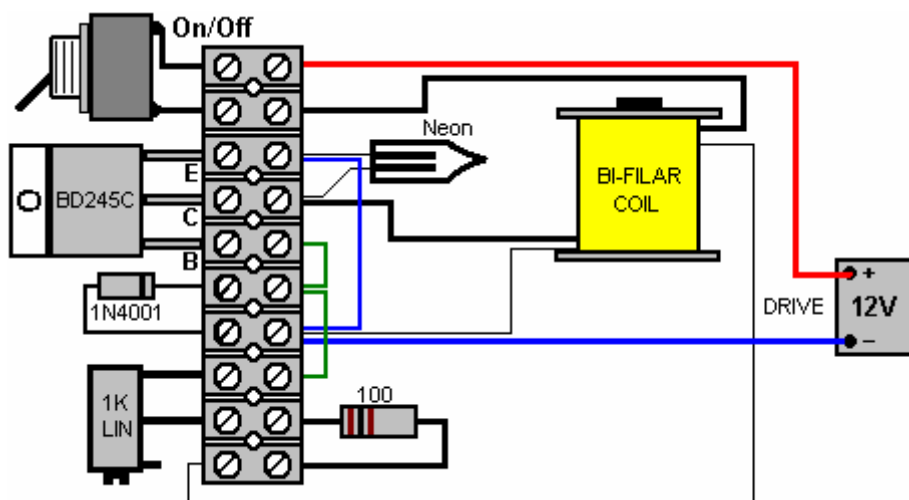 On/Off
Neon
E
BD245C
C
B
BI-FILAR
COIL
1N4001
DRIVE
+
12V
−
1K
LIN
100